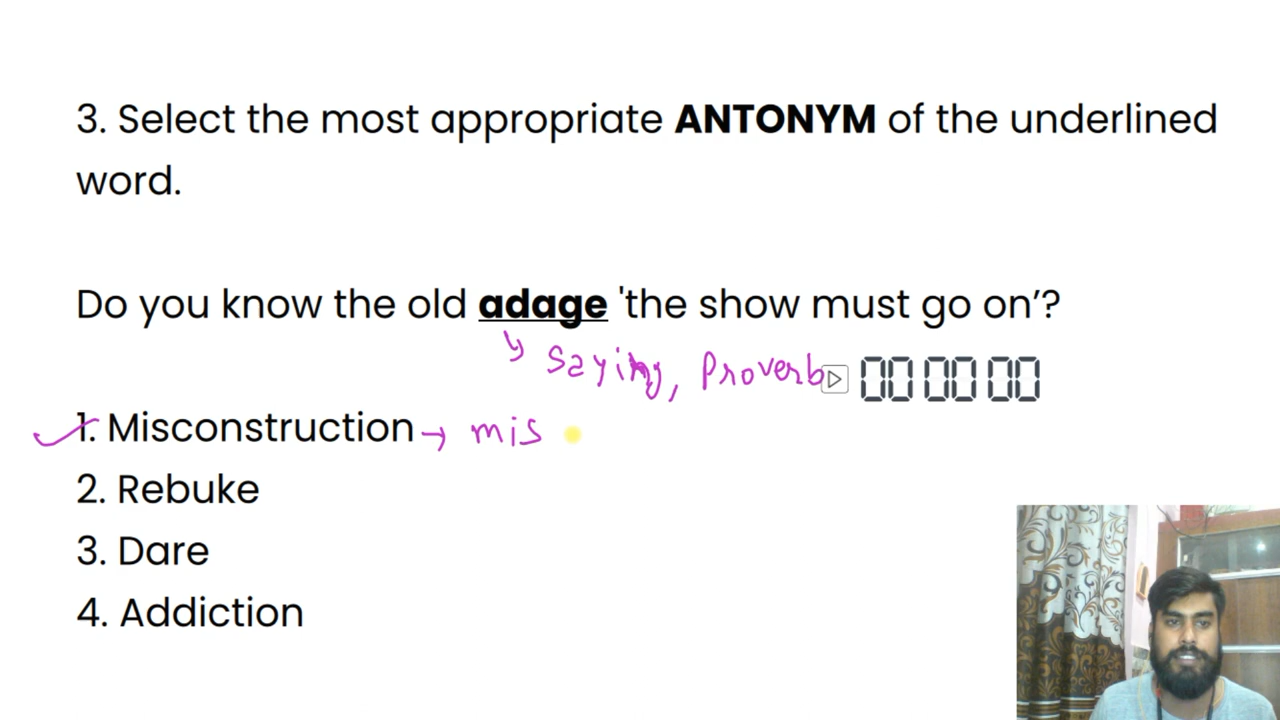 3. Select the most appropriate ANTONYM of the underlined
word.
Do you know the old adage 'the show must go on’?
saying, Proverb
00 00 00
1. Misconstruction → mis
2. Rebuke
3. Dare
4. Addiction